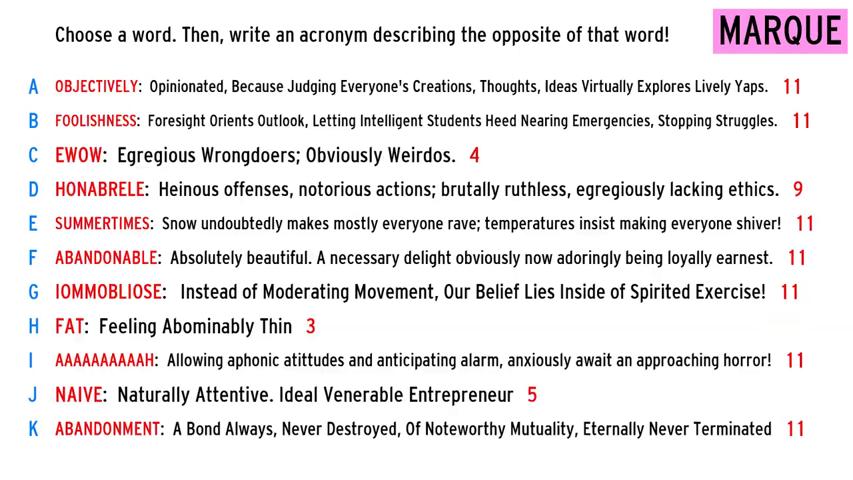 Choose a word. Then, write an acronym describing the opposite of that word!
MARQUE
A OBJECTIVELY: Opinionated, Because Judging Everyone's Creations, Thoughts, Ideas Virtually Explores Lively Yaps. 11
B FOOLISHNESS: Foresight Orients Outlook, Letting Intelligent Students Heed Nearing Emergencies, Stopping Struggles. 11
C EWOW: Egregious Wrongdoers; Obviously Weirdos. 4
D HONABRELE: Heinous offenses, notorious actions; brutally ruthless, egregiously lacking ethics. 9
E SUMMERTIMES: Snow undoubtedly makes mostly everyone rave; temperatures insist making everyone shiver! 11
F ABANDONABLE: Absolutely beautiful. A necessary delight obviously now adoringly being loyally earnest. 11
G IOMMOBLIOSE: Instead of Moderating Movement, Our Belief Lies Inside of Spirited Exercise! 11
H FAT: Feeling Abominably Thin 3
I AAAAAAAAAAH: Allowing aphonic atittudes and anticipating alarm, anxiously await an approaching horror! 11
J NAIVE: Naturally Attentive. Ideal Venerable Entrepreneur 5
K ABANDONMENT: A Bond Always, Never Destroyed, Of Noteworthy Mutuality, Eternally Never Terminated 11